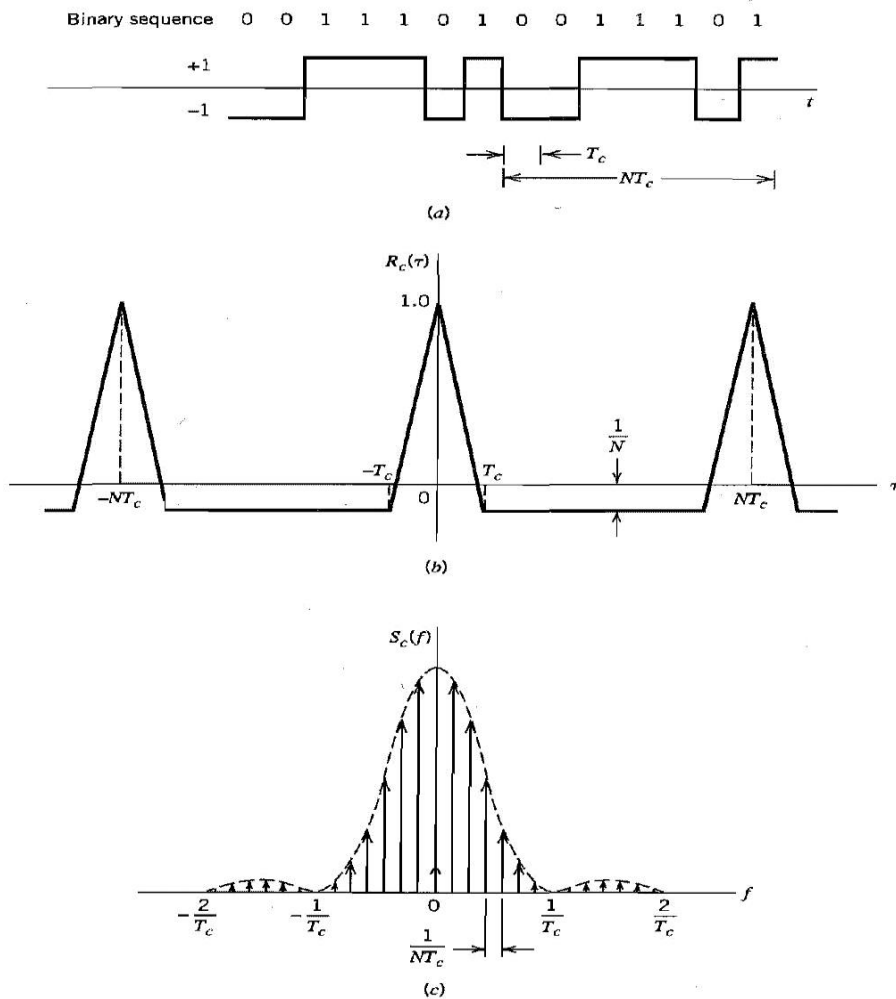 Binary sequence 0 0 1 1 1 0 1 0 0 1 1 1 0 1
+1
t
−1
T_c
NT_c
(a)
R_c(τ)
1.0
1/N
−T_c T_c
−NT_c 0 NT_c τ
(b)
S_c(f)
f
−2/T_c −1/T_c 0 1/T_c 2/T_c
1/NT_c
(c)